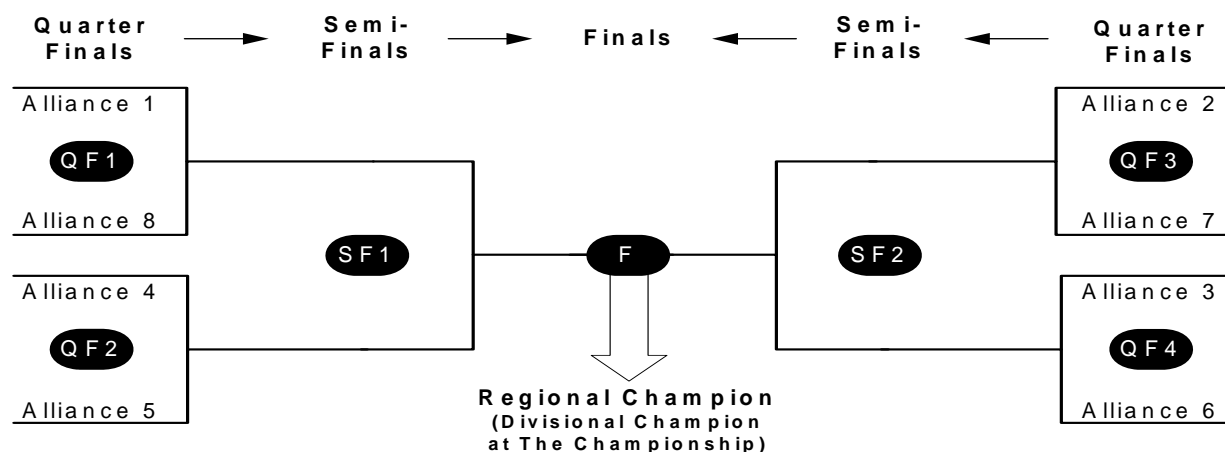 Quarter Finals
Semi-Finals
Finals
Semi-Finals
Quarter Finals
Alliance 1
QF1
Alliance 8
Alliance 4
QF2
Alliance 5
SF1
F
SF2
Alliance 2
QF3
Alliance 7
Alliance 3
QF4
Alliance 6
Regional Champion
(Divisional Champion
at The Championship)